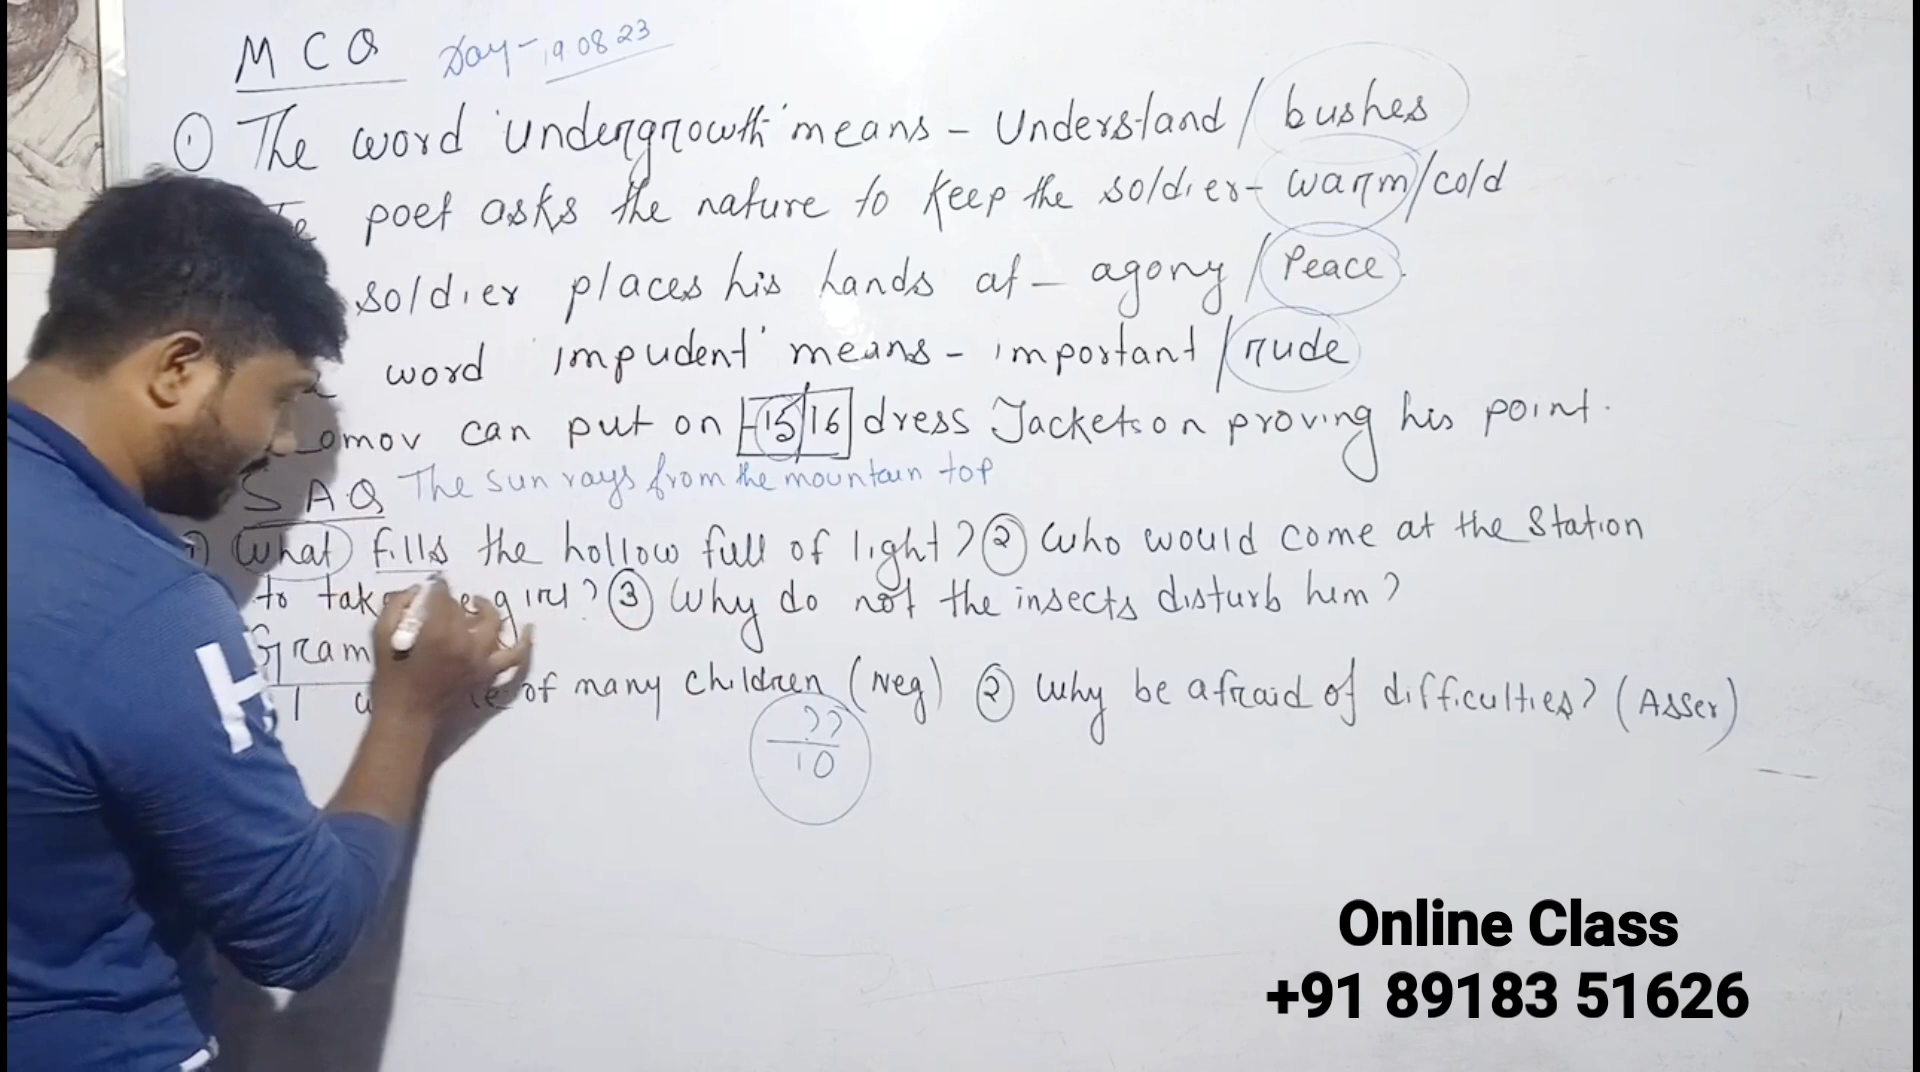 MCQ Day-19 08 23
① The word 'undergrowth' means - Understand / bushes
poet asks the nature to keep the soldier- warm/cold
soldier places his hands at - agony / Peace.
word 'impudent' means - important / rude
Lomov can put on 15/16 dress Jackets on proving his point.
SAQ The sun rays from the mountain top
What fills the hollow full of light? ② Who would come at the Station
to girl? ③ Why do not the insects disturb him?
Gram
I of many children (Neg) ② Why be afraid of difficulties? (Asser)
??
10
Online Class
+91 89183 51626